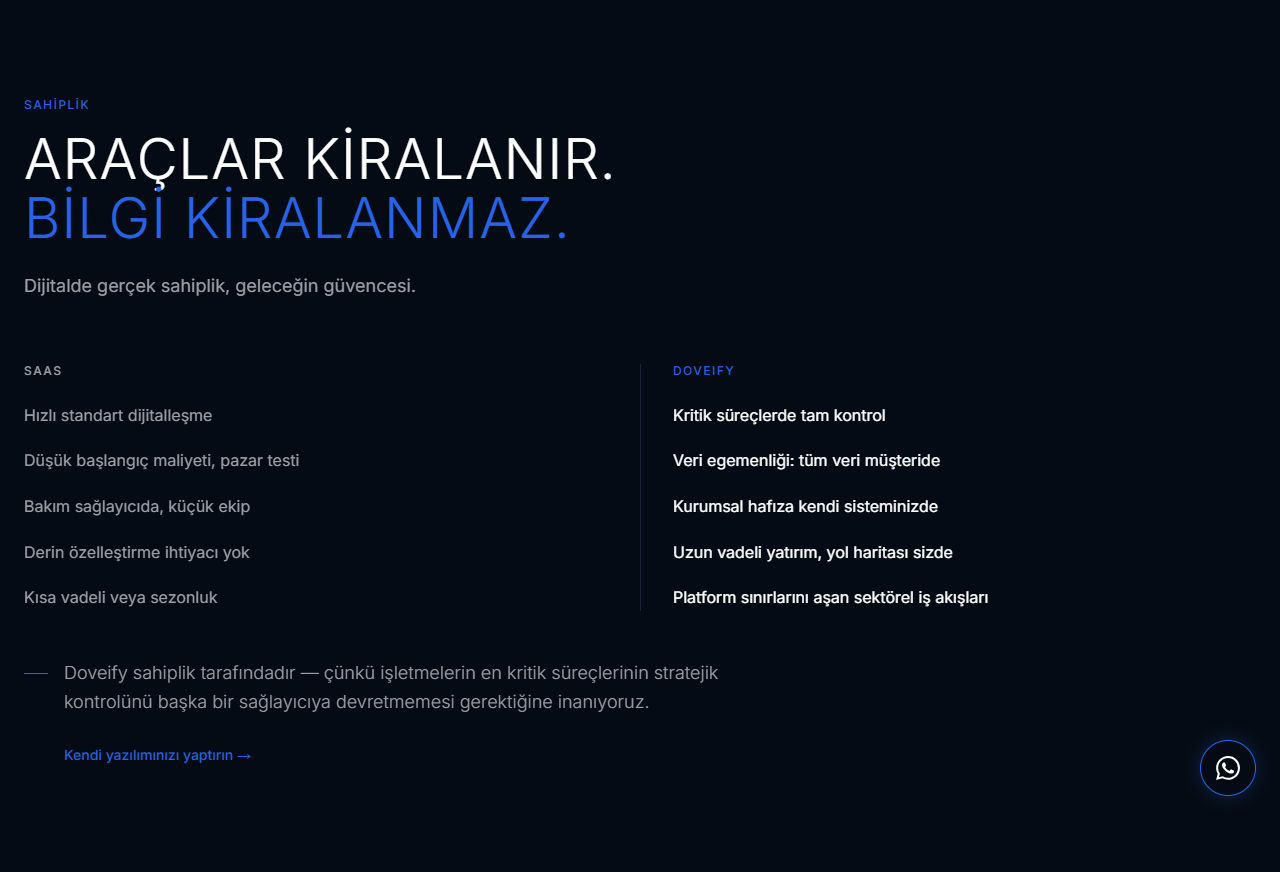 SAHİPLİK
ARAÇLAR KİRALANIR.
BİLGİ KİRALANMAZ.
Dijitalde gerçek sahiplik, geleceğin güvencesi.
SAAS
Hızlı standart dijitalleşme
Düşük başlangıç maliyeti, pazar testi
Bakım sağlayıcıda, küçük ekip
Derin özelleştirme ihtiyacı yok
Kısa vadeli veya sezonluk
DOVEIFY
Kritik süreçlerde tam kontrol
Veri egemenliği: tüm veri müşteride
Kurumsal hafıza kendi sisteminizde
Uzun vadeli yatırım, yol haritası sizde
Platform sınırlarını aşan sektörel iş akışları
Doveify sahiplik tarafındadır — çünkü işletmelerin en kritik süreçlerinin stratejik
kontrolünü başka bir sağlayıcıya devretmemesi gerektiğine inanıyoruz.
Kendi yazılımınızı yaptırın →